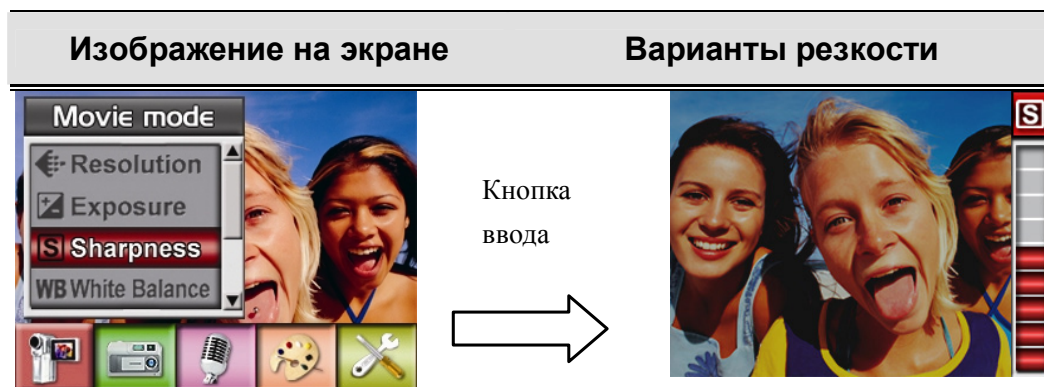 Изображение на экране
Варианты резкости
Movie mode
Resolution
Exposure
S Sharpness
WB White Balance
Кнопка
ввода
S